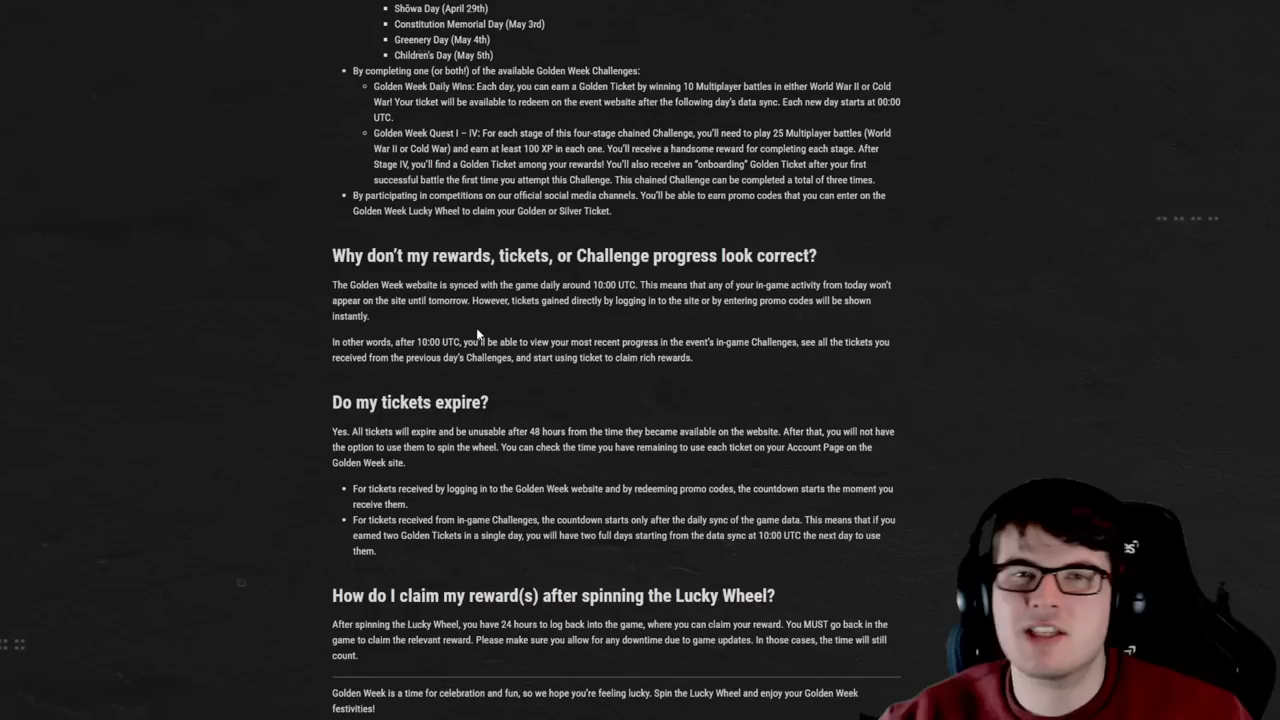 Shōwa Day (April 29th)
Constitution Memorial Day (May 3rd)
Greenery Day (May 4th)
Children's Day (May 5th)
By completing one (or both!) of the available Golden Week Challenges:
Golden Week Daily Wins: Each day, you can earn a Golden Ticket by winning 10 Multiplayer battles in either World War II or Cold
War! Your ticket will be available to redeem on the event website after the following day's data sync. Each new day starts at 00:00
UTC.
Golden Week Quest I – IV: For each stage of this four-stage chained Challenge, you'll need to play 25 Multiplayer battles (World
War II or Cold War) and earn at least 100 XP in each one. You'll receive a handsome reward for completing each stage. After
Stage IV, you'll find a Golden Ticket among your rewards! You'll also receive an “onboarding” Golden Ticket after your first
successful battle the first time you attempt this Challenge. This chained Challenge can be completed a total of three times.
By participating in competitions on our official social media channels. You'll be able to earn promo codes that you can enter on the
Golden Week Lucky Wheel to claim your Golden or Silver Ticket.
Why don't my rewards, tickets, or Challenge progress look correct?
The Golden Week website is synced with the game daily around 10:00 UTC. This means that any of your in-game activity from today won't
appear on the site until tomorrow. However, tickets gained directly by logging in to the site or by entering promo codes will be shown
instantly.
In other words, after 10:00 UTC, you'll be able to view your most recent progress in the event's in-game Challenges, see all the tickets you
received from the previous day's Challenges, and start using ticket to claim rich rewards.
Do my tickets expire?
Yes. All tickets will expire and be unusable after 48 hours from the time they became available on the website. After that, you will not have
the option to use them to spin the wheel. You can check the time you have remaining to use each ticket on your Account Page on the
Golden Week site.
For tickets received by logging in to the Golden Week website and by redeeming promo codes, the countdown starts the moment you
receive them.
For tickets received from in-game Challenges, the countdown starts only after the daily sync of the game data. This means that if you
earned two Golden Tickets in a single day, you will have two full days starting from the data sync at 10:00 UTC the next day to use
them.
How do I claim my reward(s) after spinning the Lucky Wheel?
After spinning the Lucky Wheel, you have 24 hours to log back into the game, where you can claim your reward. You MUST go back in the
game to claim the relevant reward. Please make sure you allow for any downtime due to game updates. In those cases, the time will still
count.
Golden Week is a time for celebration and fun, so we hope you're feeling lucky. Spin the Lucky Wheel and enjoy your Golden Week
festivities!